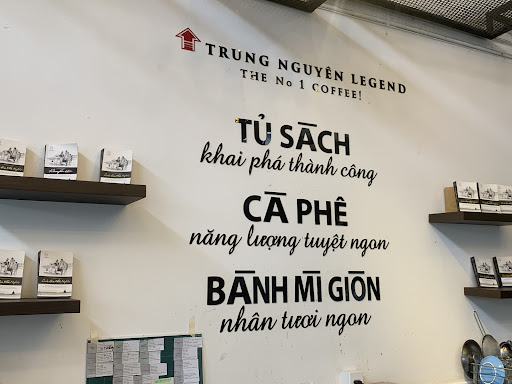 TRUNG NGUYÊN LEGEND
THE No 1 COFFEE!
TỦ SÁCH
khai phá thành công
CÀ PHÊ
năng lượng tuyệt ngon
BÁNH MÌ GIÒN
nhân tươi ngon